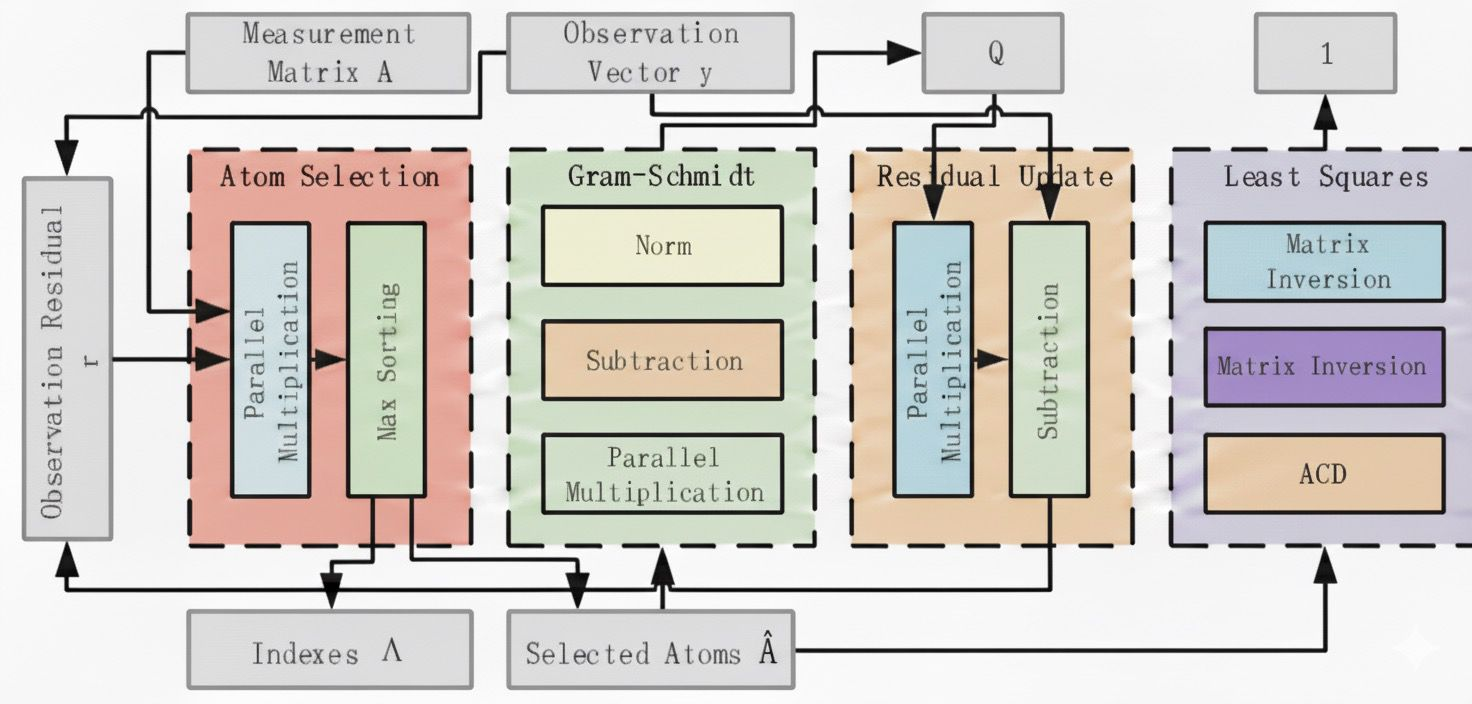 Measurement
Matrix A
Observation
Vector y
Q
1
Observation Residual
r
Atom Selection
Parallel
Multiplication
Max Sorting
Gram-Schmidt
Norm
Subtraction
Parallel
Multiplication
Residual Update
Parallel
Multiplication
Subtraction
Least Squares
Matrix
Inversion
Matrix Inversion
ACD
Indexes Λ
Selected Atoms Â